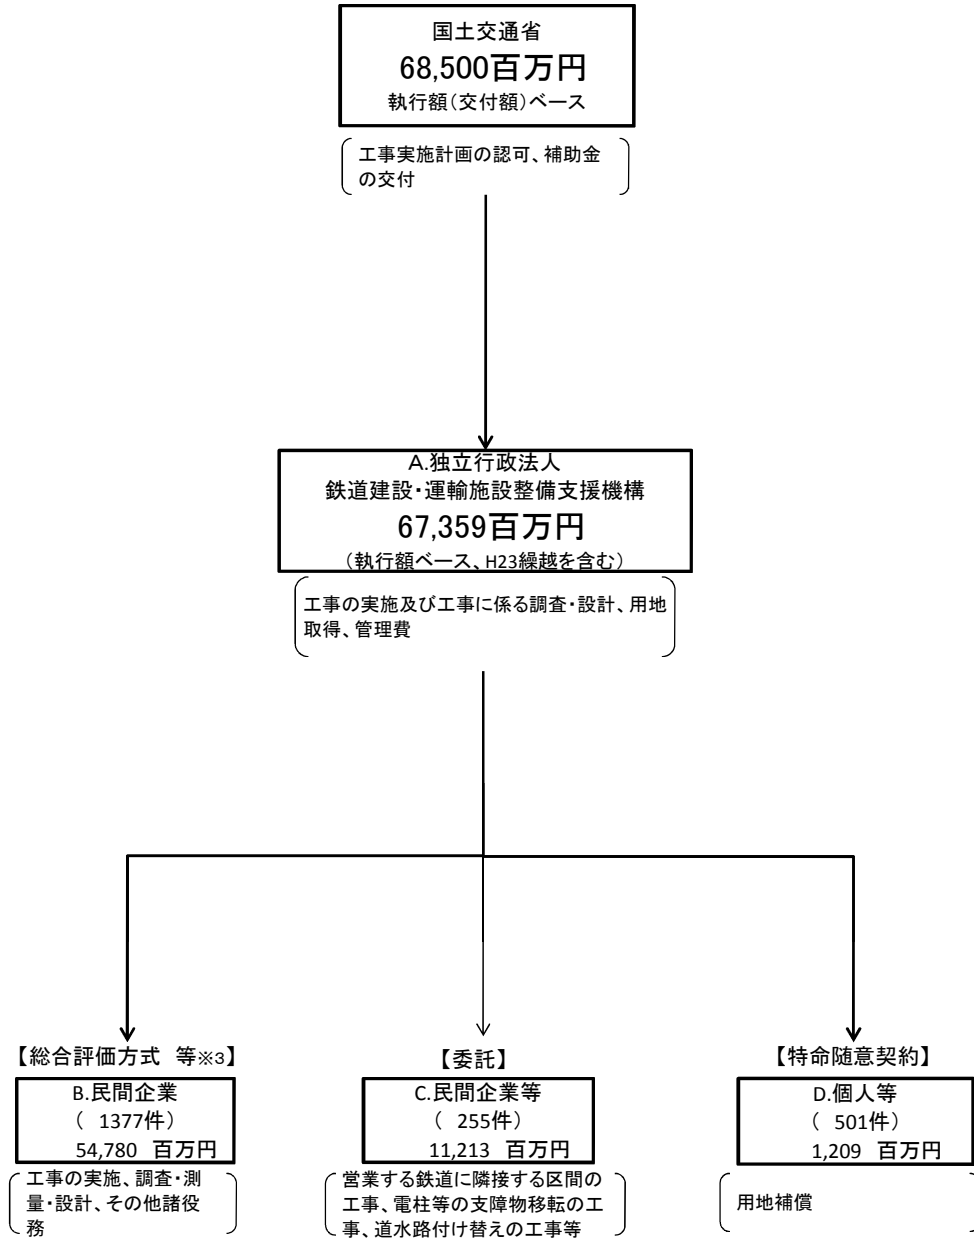 国土交通省
68,500百万円
執行額(交付額)ベース
工事実施計画の認可、補助金
の交付
A.独立行政法人
鉄道建設・運輸施設整備支援機構
67,359百万円
(執行額ベース、H23繰越を含む)
工事の実施及び工事に係る調査・設計、用地
取得、管理費
【総合評価方式 等※3】
B.民間企業
( 1377件)
54,780 百万円
工事の実施、調査・測
量・設計、その他諸役
務
【委託】
C.民間企業等
( 255件)
11,213 百万円
営業する鉄道に隣接する区間の
工事、電柱等の支障物移転の工
事、道水路付け替えの工事等
【特命随意契約】
D.個人等
( 501件)
1,209 百万円
用地補償